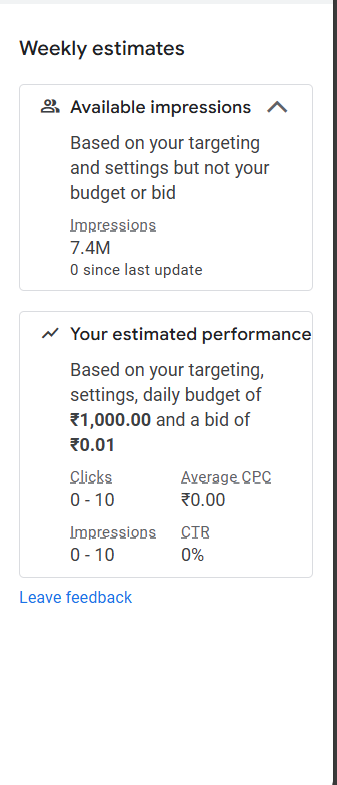 Weekly estimates
Available impressions
Based on your targeting
and settings but not your
budget or bid
Impressions
7.4M
0 since last update
Your estimated performance
Based on your targeting,
settings, daily budget of
₹1,000.00 and a bid of
₹0.01
Clicks Average CPC
0 - 10 ₹0.00
Impressions CTR
0 - 10 0%
Leave feedback